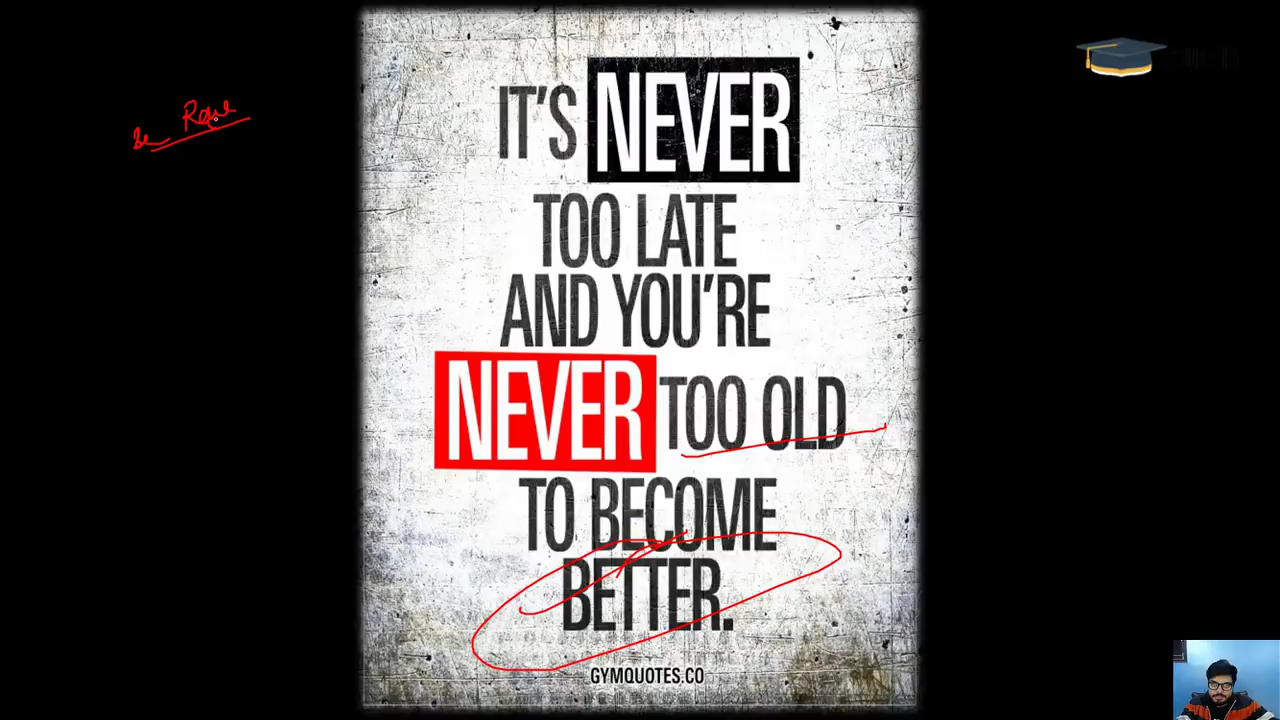 IT'S NEVER
TOO LATE
AND YOU'RE
NEVER TOO OLD
TO BECOME
BETTER.
GYMQUOTES.CO